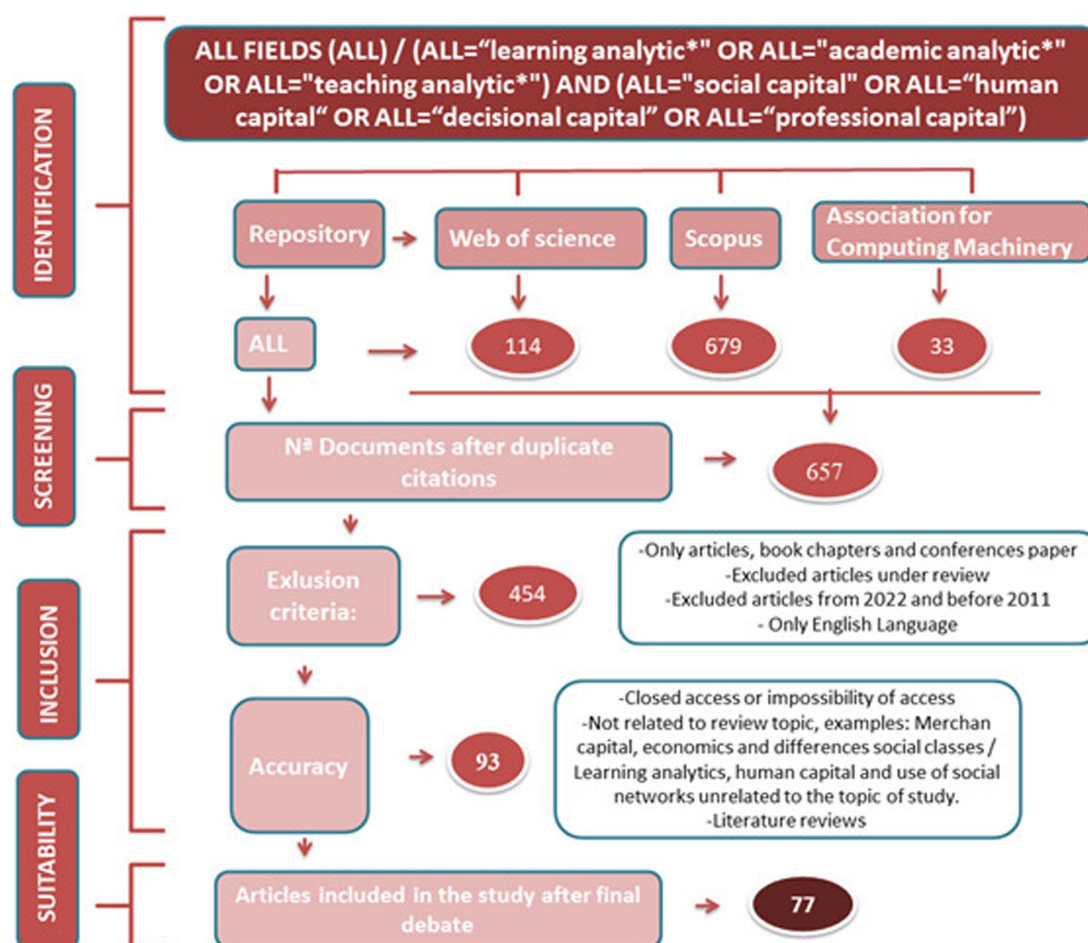 ALL FIELDS (ALL) / (ALL=“learning analytic*" OR ALL="academic analytic*"
OR ALL="teaching analytic*") AND (ALL="social capital" OR ALL=“human
capital“ OR ALL=“decisional capital” OR ALL=“professional capital”)
IDENTIFICATION
Repository
Web of science
Scopus
Association for
Computing Machinery
ALL
114
679
33
SCREENING
Nª Documents after duplicate
citations
657
INCLUSION
Exlusion
criteria:
454
-Only articles, book chapters and conferences paper
-Excluded articles under review
-Excluded articles from 2022 and before 2011
- Only English Language
Accuracy
93
-Closed access or impossibility of access
-Not related to review topic, examples: Merchan
capital, economics and differences social classes /
Learning analytics, human capital and use of social
networks unrelated to the topic of study.
-Literature reviews
SUITABILITY
Articles included in the study after final
debate
77